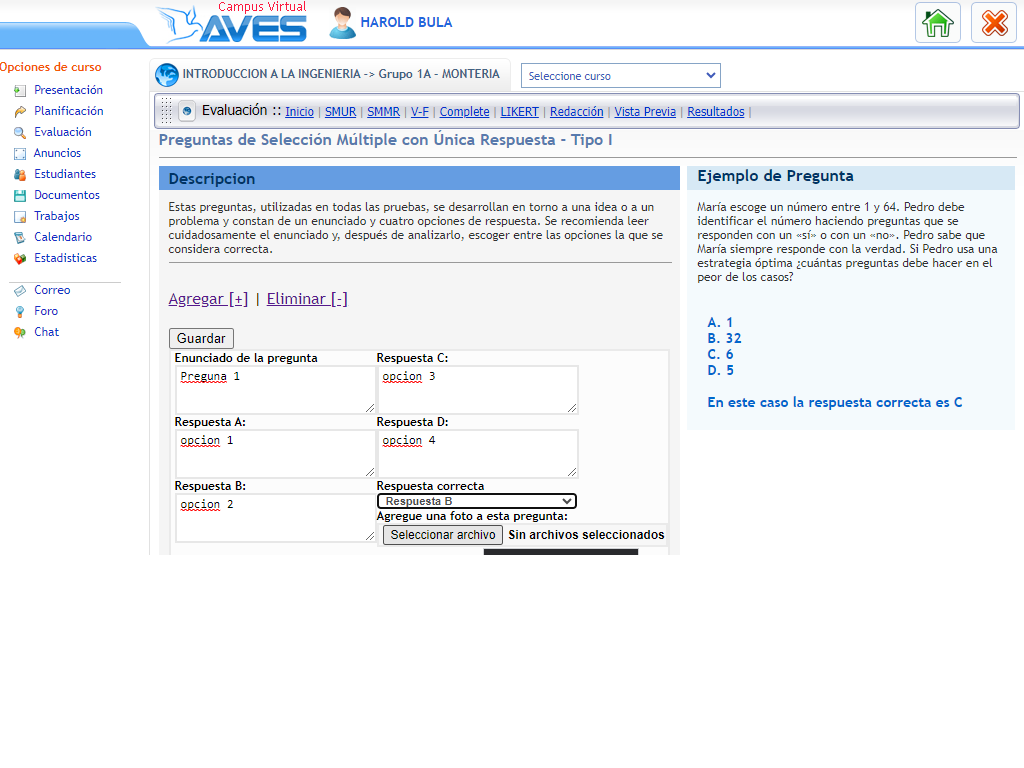 Campus Virtual
AVES
HAROLD BULA
Opciones de curso
Presentación
Planificación
Evaluación
Anuncios
Estudiantes
Documentos
Trabajos
Calendario
Estadisticas
Correo
Foro
Chat
INTRODUCCION A LA INGENIERIA -> Grupo 1A - MONTERIA
Seleccione curso
Evaluación :: Inicio | SMUR | SMMR | V-F | Complete | LIKERT | Redacción | Vista Previa | Resultados |
Preguntas de Selección Múltiple con Única Respuesta - Tipo I
Descripcion
Estas preguntas, utilizadas en todas las pruebas, se desarrollan en torno a una idea o a un
problema y constan de un enunciado y cuatro opciones de respuesta. Se recomienda leer
cuidadosamente el enunciado y, después de analizarlo, escoger entre las opciones la que se
considera correcta.
Agregar [+] | Eliminar [-]
Guardar
Enunciado de la pregunta
Preguna 1
Respuesta A:
opcion 1
Respuesta B:
opcion 2
Respuesta C:
opcion 3
Respuesta D:
opcion 4
Respuesta correcta
Respuesta B
Agregue una foto a esta pregunta:
Seleccionar archivo Sin archivos seleccionados
Ejemplo de Pregunta
María escoge un número entre 1 y 64. Pedro debe
identificar el número haciendo preguntas que se
responden con un «sí» o con un «no». Pedro sabe que
María siempre responde con la verdad. Si Pedro usa una
estrategia óptima ¿cuántas preguntas debe hacer en el
peor de los casos?
A. 1
B. 32
C. 6
D. 5
En este caso la respuesta correcta es C